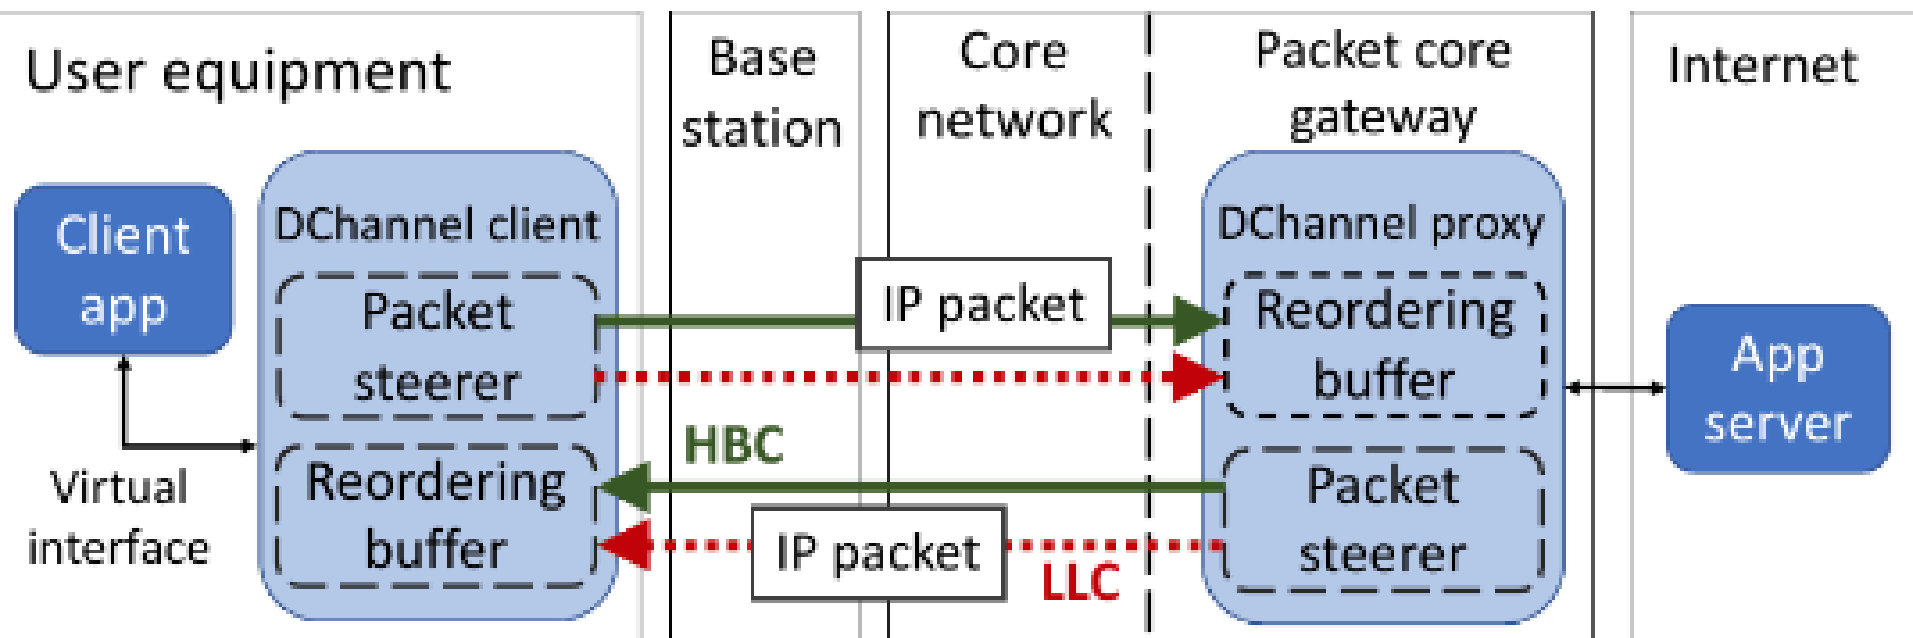 User equipment
Base
station
Core
network
Packet core
gateway
Internet
Client
app
DChannel client
Packet
steerer
Reordering
buffer
Virtual
interface
IP packet
HBC
IP packet
LLC
DChannel proxy
Reordering
buffer
Packet
steerer
App
server